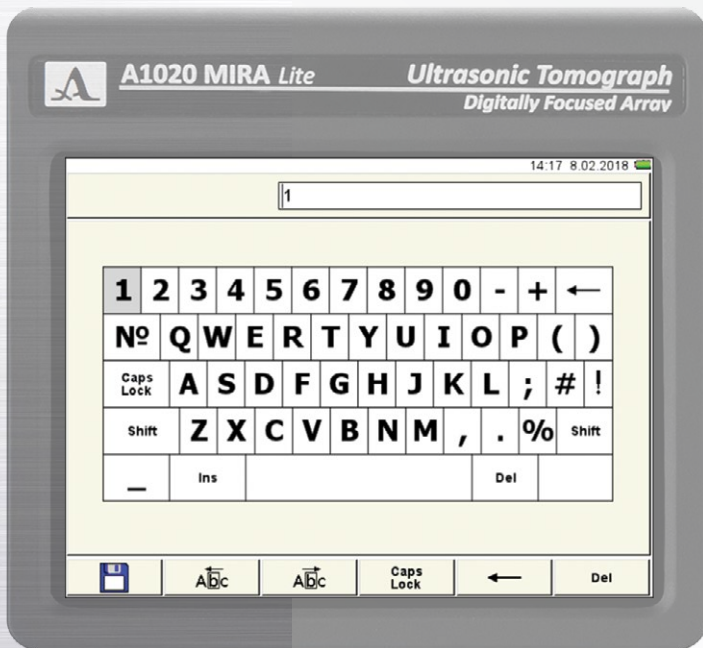 A1020 MIRA Lite
Ultrasonic Tomograph
Digitally Focused Array
14:17 8.02.2018
1
1 2 3 4 5 6 7 8 9 0 - + ←
№ Q W E R T Y U I O P ( )
Caps Lock A S D F G H J K L ; # !
Shift Z X C V B N M , . % Shift
_ Ins Del
Abc Abc Caps Lock ← Del